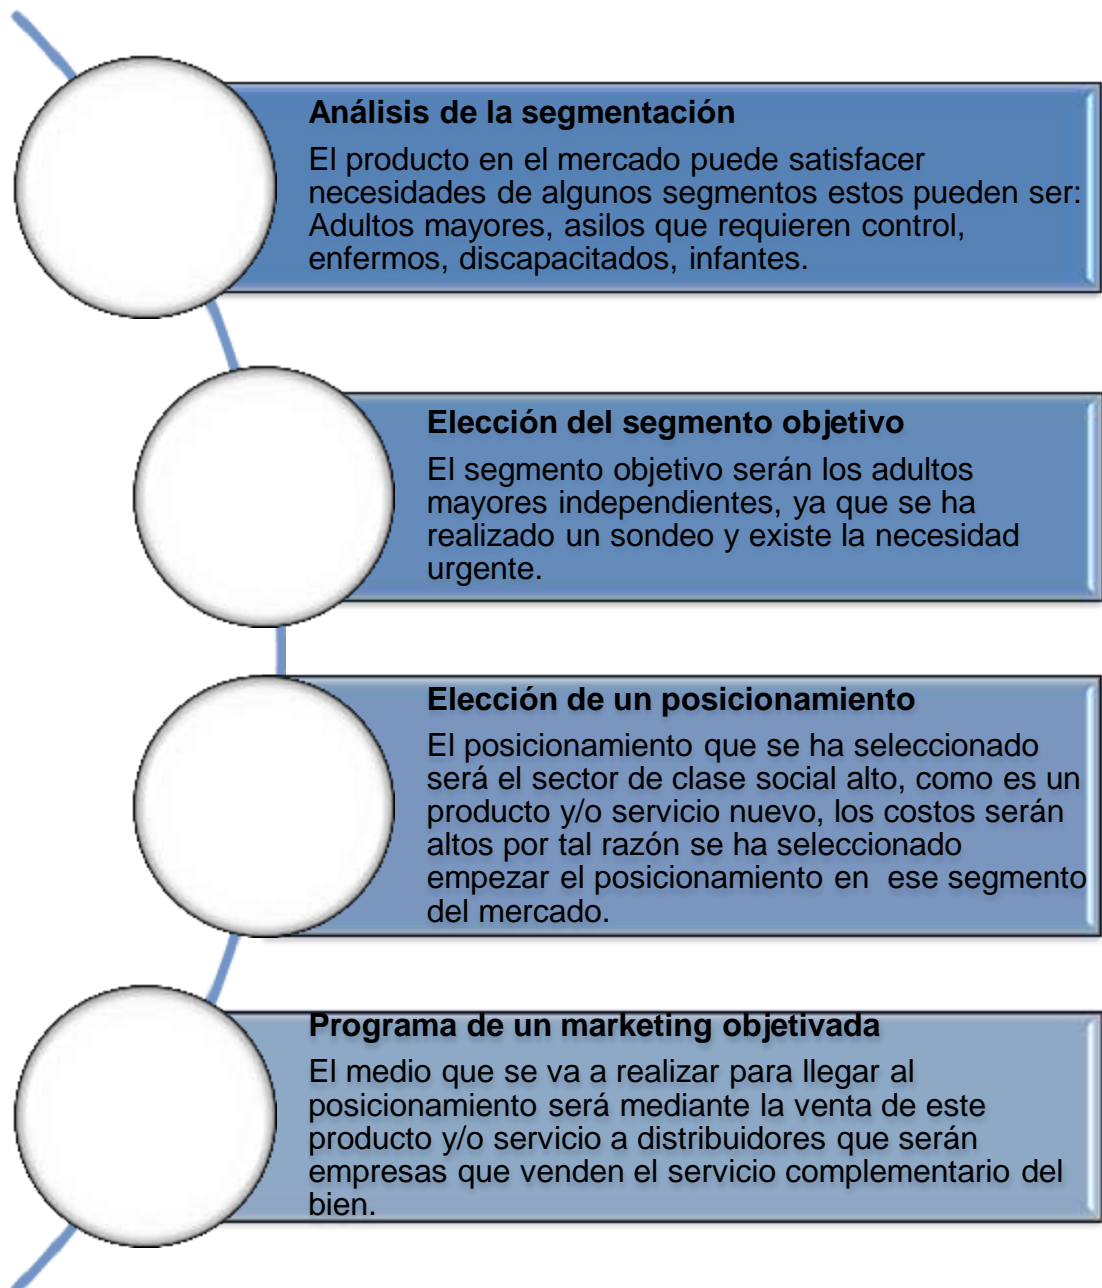 Análisis de la segmentación
El producto en el mercado puede satisfacer
necesidades de algunos segmentos estos pueden ser:
Adultos mayores, asilos que requieren control,
enfermos, discapacitados, infantes.
Elección del segmento objetivo
El segmento objetivo serán los adultos
mayores independientes, ya que se ha
realizado un sondeo y existe la necesidad
urgente.
Elección de un posicionamiento
El posicionamiento que se ha seleccionado
será el sector de clase social alto, como es un
producto y/o servicio nuevo, los costos serán
altos por tal razón se ha seleccionado
empezar el posicionamiento en  ese segmento
del mercado.
Programa de un marketing objetivada
El medio que se va a realizar para llegar al
posicionamiento será mediante la venta de este
producto y/o servicio a distribuidores que serán
empresas que venden el servicio complementario del
bien.